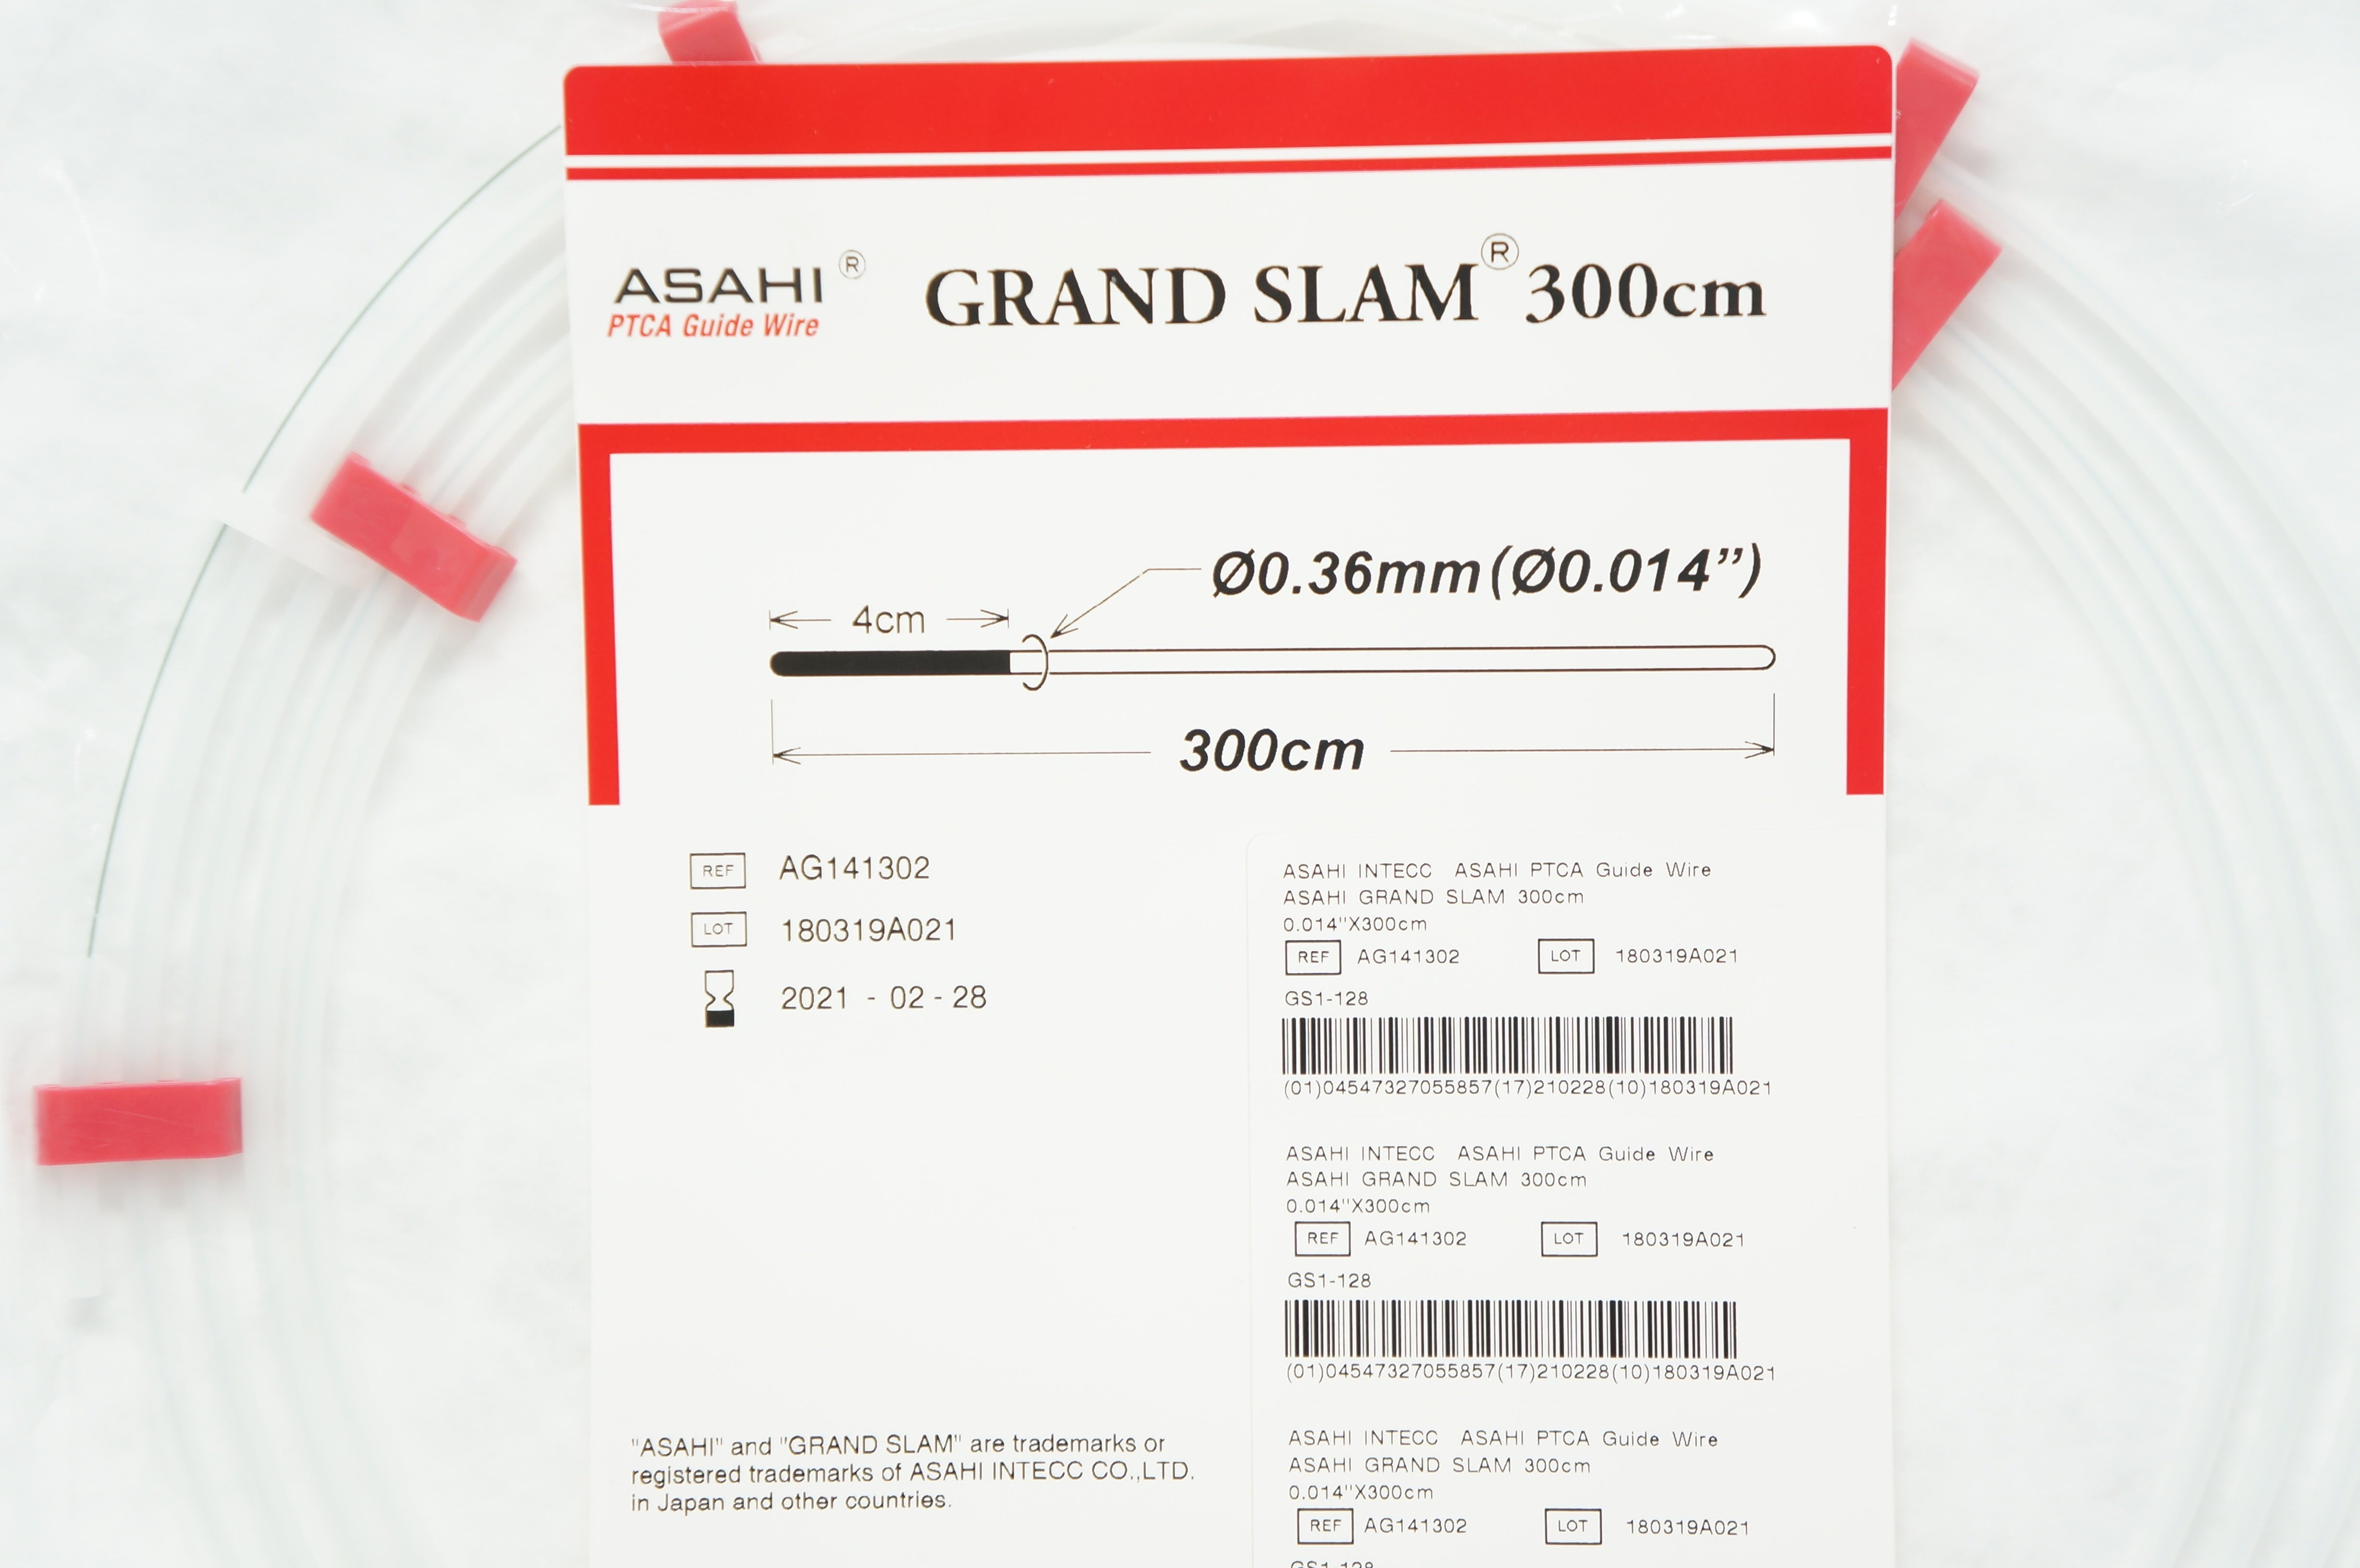 ASAHI ® GRAND SLAM® 300cm
PTCA Guide Wire
Ø0.36mm(Ø0.014”)
4cm
300cm
REF AG141302
LOT 180319A021
2021 - 02 - 28
ASAHI INTECC ASAHI PTCA Guide Wire
ASAHI GRAND SLAM 300cm
0.014"X300cm
REF AG141302 LOT 180319A021
GS1-128
(01)04547327055857(17)210228(10)180319A021
ASAHI INTECC ASAHI PTCA Guide Wire
ASAHI GRAND SLAM 300cm
0.014"X300cm
REF AG141302 LOT 180319A021
GS1-128
(01)04547327055857(17)210228(10)180319A021
ASAHI INTECC ASAHI PTCA Guide Wire
ASAHI GRAND SLAM 300cm
0.014"X300cm
REF AG141302 LOT 180319A021
GS1-128
"ASAHI" and "GRAND SLAM" are trademarks or
registered trademarks of ASAHI INTECC CO.,LTD.
in Japan and other countries.